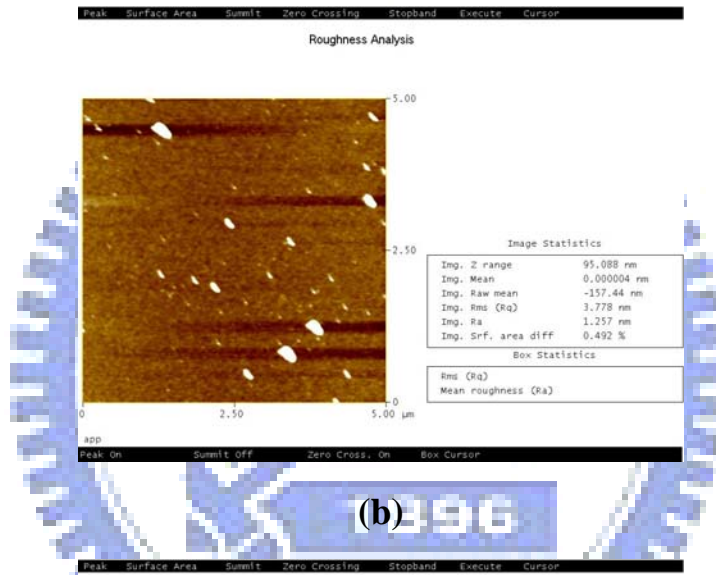 Peak Surface Area Summit Zero Crossing Stopband Execute Cursor
Roughness Analysis
5.00
2.50
0
0 2.50 5.00 µm
Image Statistics
Img. Z range 95.088 nm
Img. Mean 0.000004 nm
Img. Raw mean -157.44 nm
Img. Rms (Rq) 3.778 nm
Img. Ra 1.257 nm
Img. Srf. area diff 0.492 %
Box Statistics
Rms (Rq)
Mean roughness (Ra)
app
Peak On Summit Off Zero Cross. On Box Cursor
(b)
1896
Peak Surface Area Summit Zero Crossing Stopband Execute Cursor